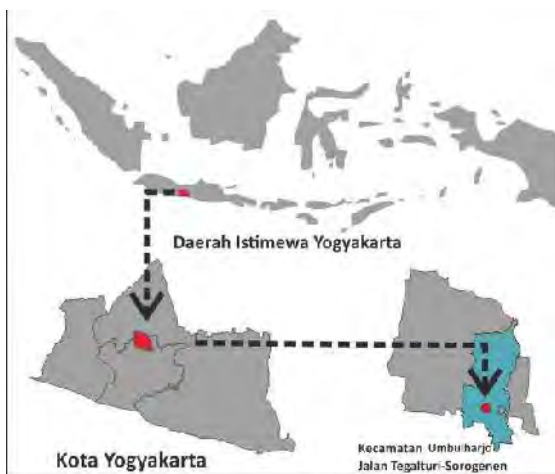 Daerah Istimewa Yogyakarta
Kota Yogyakarta
Kecamatan Umbulharjo
Jalan Tegalturi-Sorogenen